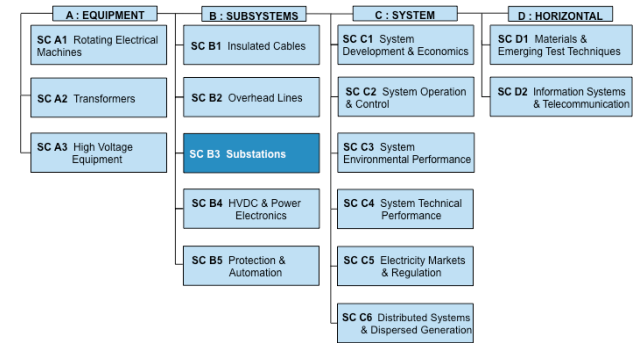 A : EQUIPMENT
SC A1 Rotating Electrical
Machines
SC A2 Transformers
SC A3 High Voltage
Equipment
B : SUBSYSTEMS
SC B1 Insulated Cables
SC B2 Overhead Lines
SC B3 Substations
SC B4 HVDC & Power
Electronics
SC B5 Protection &
Automation
C : SYSTEM
SC C1 System
Development & Economics
SC C2 System Operation
& Control
SC C3 System
Environmental Performance
SC C4 System Technical
Performance
SC C5 Electricity Markets
& Regulation
SC C6 Distributed Systems
& Dispersed Generation
D : HORIZONTAL
SC D1 Materials &
Emerging Test Techniques
SC D2 Information Systems
& Telecommunication